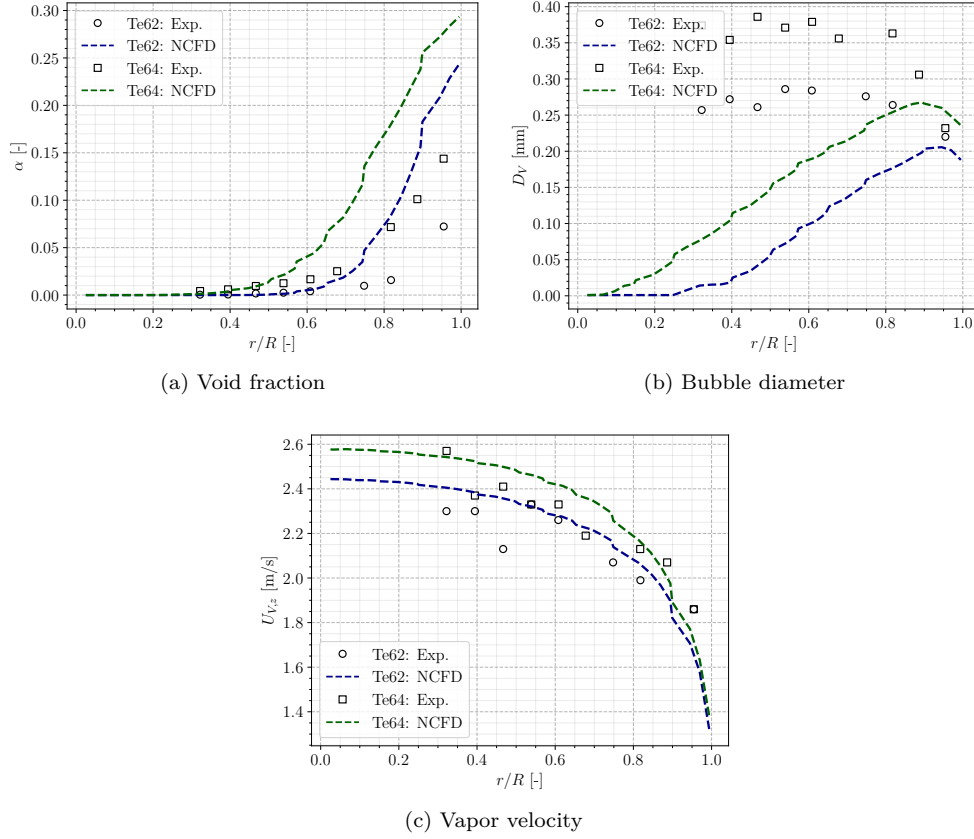 0.30
0.25
0.20
0.15
0.10
0.05
0.00
α [-]
Te62: Exp.
Te62: NCFD
Te64: Exp.
Te64: NCFD
0.0 0.2 0.4 0.6 0.8 1.0
r/R [-]
(a) Void fraction
0.40
0.35
0.30
0.25
0.20
0.15
0.10
0.05
0.00
D_V [mm]
Te62: Exp.
Te62: NCFD
Te64: Exp.
Te64: NCFD
0.0 0.2 0.4 0.6 0.8 1.0
r/R [-]
(b) Bubble diameter
2.6
2.4
2.2
2.0
1.8
1.6
1.4
U_{V,z} [m/s]
Te62: Exp.
Te62: NCFD
Te64: Exp.
Te64: NCFD
0.0 0.2 0.4 0.6 0.8 1.0
r/R [-]
(c) Vapor velocity